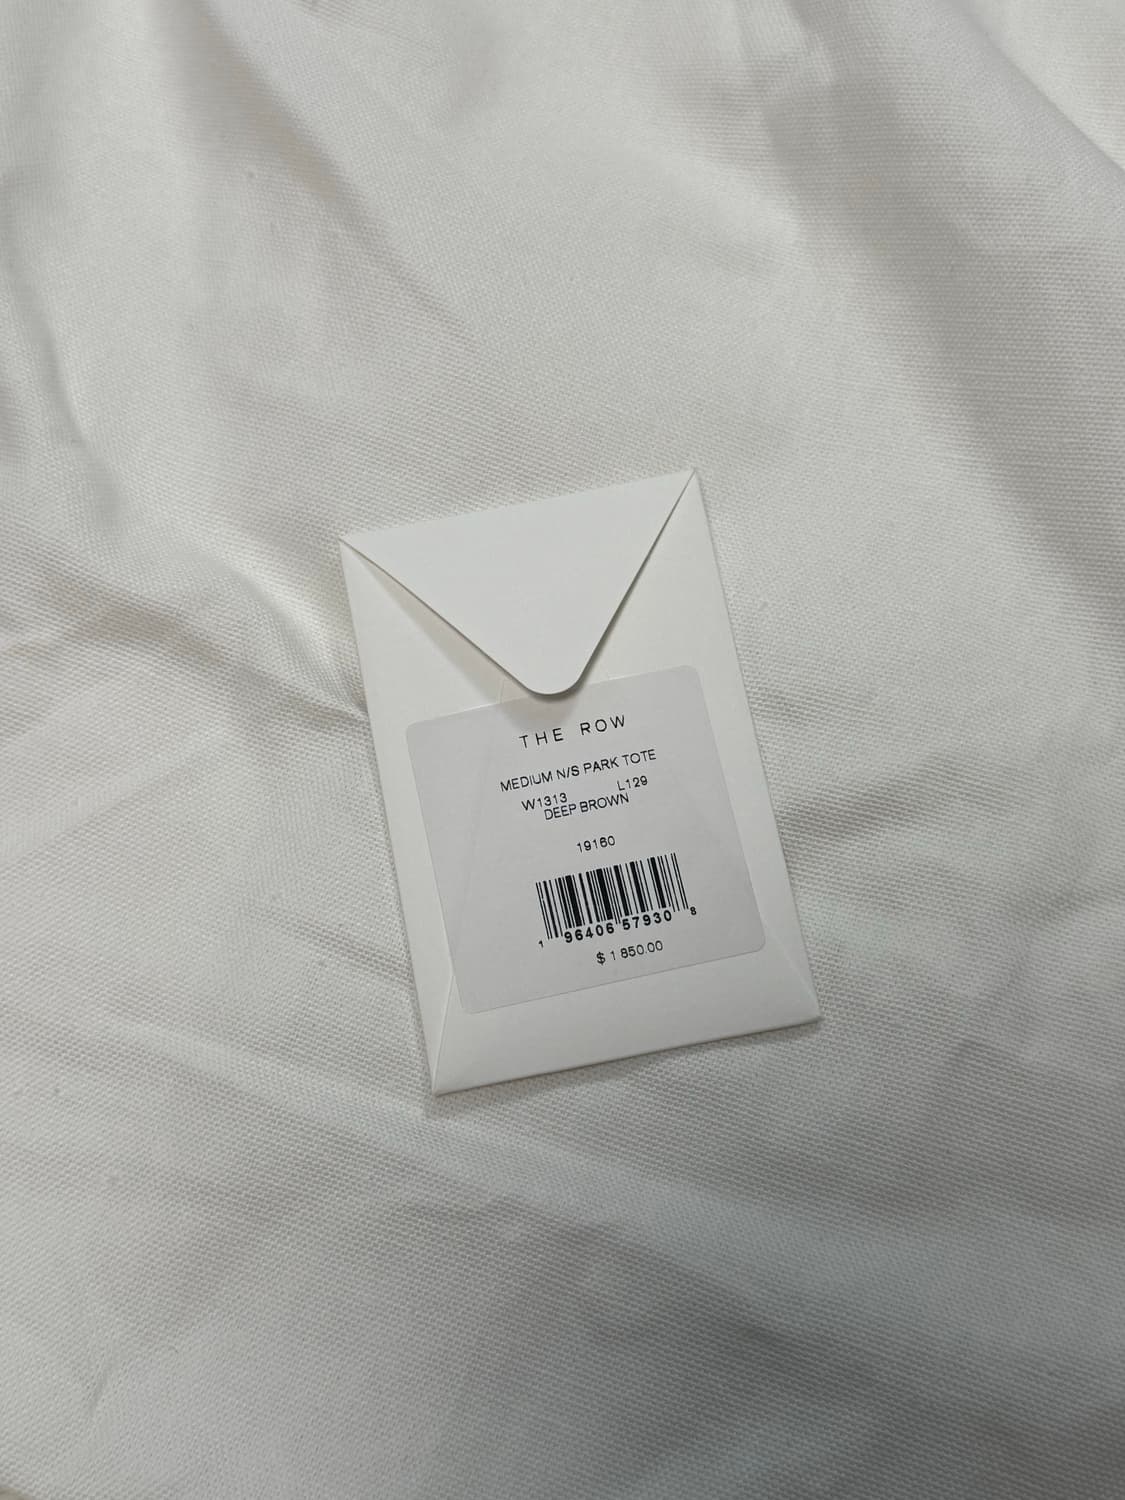 THE ROW
MEDIUM N/S PARK TOTE
W1313 L129
DEEP BROWN
19160
1 96406 57930 8
$ 1 850.00